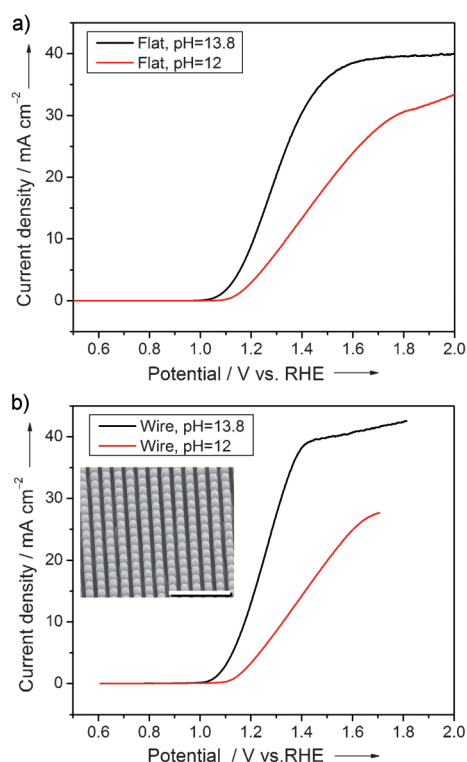 a)
Flat, pH=13.8
Flat, pH=12
Current density / mA cm⁻² ⟶
40
30
20
10
0
0.6 0.8 1.0 1.2 1.4 1.6 1.8 2.0
Potential / V vs. RHE ⟶
b)
Wire, pH=13.8
Wire, pH=12
Current density / mA cm⁻² ⟶
40
30
20
10
0
0.6 0.8 1.0 1.2 1.4 1.6 1.8 2.0
Potential / V vs.RHE ⟶